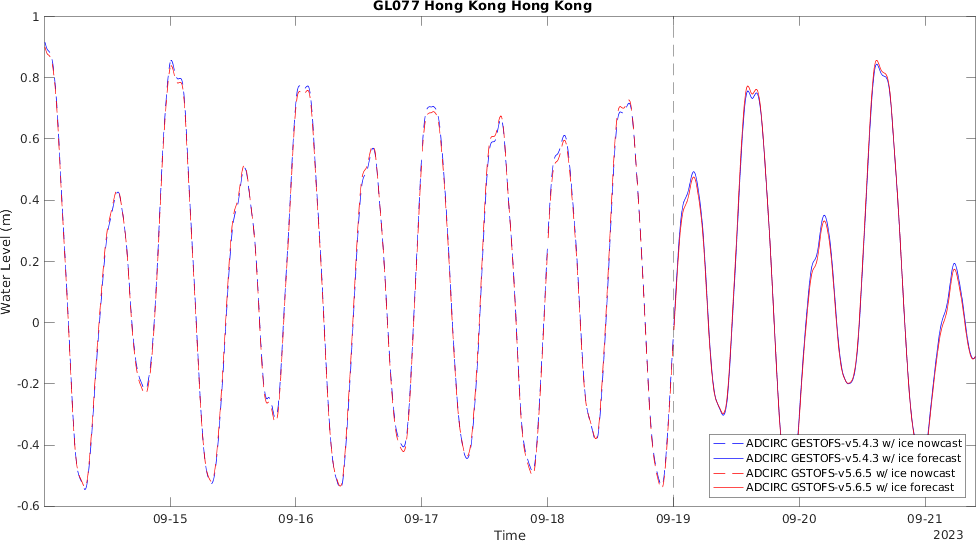 GL077 Hong Kong Hong Kong
Water Level (m)
1
0.8
0.6
0.4
0.2
0
-0.2
-0.4
-0.6
09-15
09-16
09-17
09-18
09-19
09-20
09-21
Time
2023
ADCIRC GESTOFS-v5.4.3 w/ ice nowcast
ADCIRC GESTOFS-v5.4.3 w/ ice forecast
ADCIRC GSTOFS-v5.6.5 w/ ice nowcast
ADCIRC GSTOFS-v5.6.5 w/ ice forecast